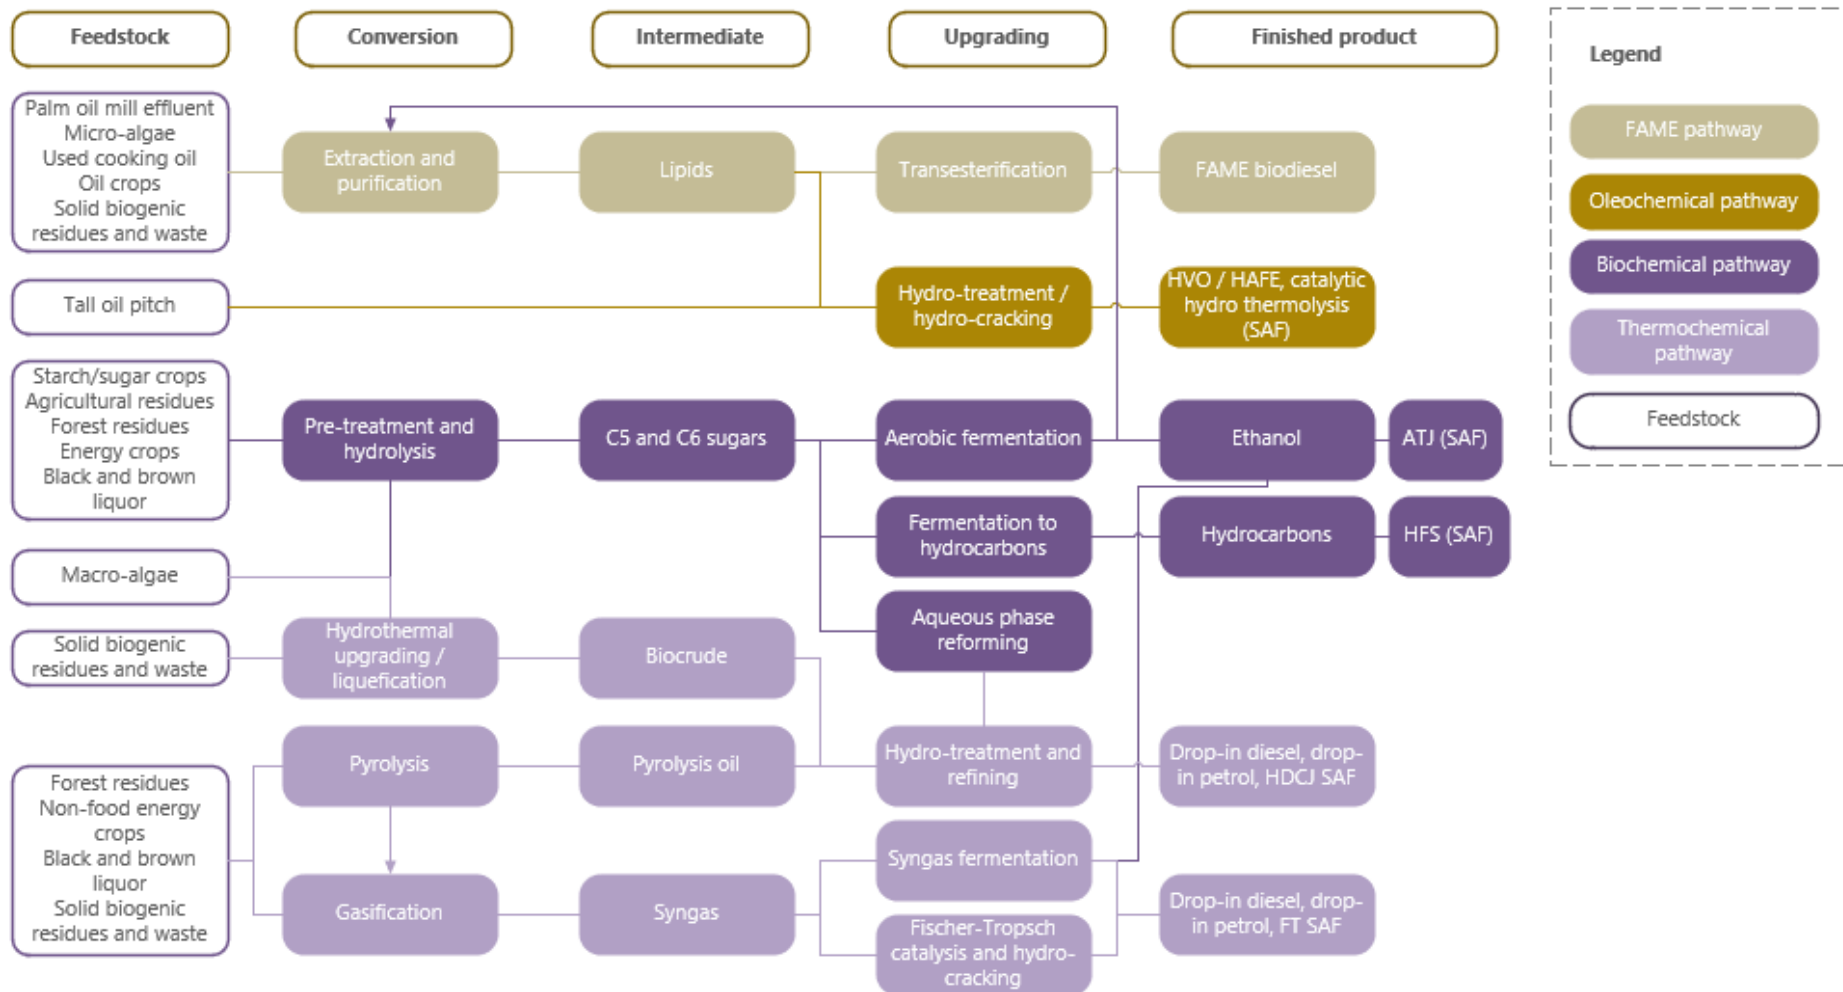 Feedstock
Conversion
Intermediate
Upgrading
Finished product
Legend
Palm oil mill effluent
Micro-algae
Used cooking oil
Oil crops
Solid biogenic
residues and waste
Extraction and
purification
Lipids
Transesterification
FAME biodiesel
FAME pathway
Oleochemical pathway
Biochemical pathway
Thermochemical
pathway
Feedstock
Tall oil pitch
Hydro-treatment /
hydro-cracking
HVO / HAFE, catalytic
hydro thermolysis
(SAF)
Starch/sugar crops
Agricultural residues
Forest residues
Energy crops
Black and brown
liquor
Pre-treatment and
hydrolysis
C5 and C6 sugars
Aerobic fermentation
Ethanol
ATJ (SAF)
Fermentation to
hydrocarbons
Hydrocarbons
HFS (SAF)
Macro-algae
Aqueous phase
reforming
Solid biogenic
residues and waste
Hydrothermal
upgrading /
liquefication
Biocrude
Pyrolysis
Pyrolysis oil
Hydro-treatment and
refining
Drop-in diesel, drop-
in petrol, HDCJ SAF
Forest residues
Non-food energy
crops
Black and brown
liquor
Solid biogenic
residues and waste
Syngas fermentation
Gasification
Syngas
Fischer-Tropsch
catalysis and hydro-
cracking
Drop-in diesel, drop-
in petrol, FT SAF